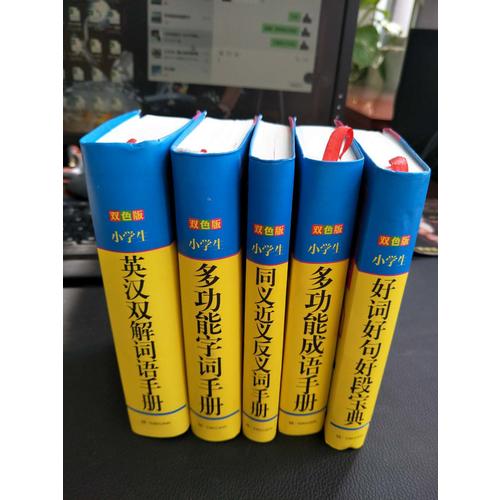 双色版
小学生
英汉双解词语手册
双色版
小学生
多功能字词手册
双色版
小学生
同义近义反义词手册
双色版
小学生
多功能成语手册
双色版
小学生
好词好句好段宝典